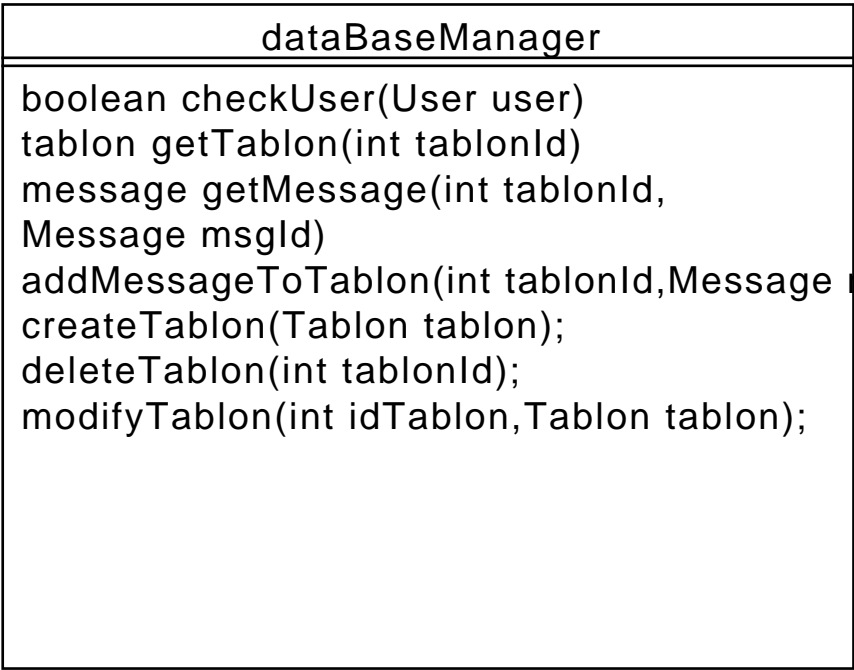 dataBaseManager
boolean checkUser(User user)
tablon getTablon(int tablonId)
message getMessage(int tablonId,
Message msgId)
addMessageToTablon(int tablonId,Message
createTablon(Tablon tablon);
deleteTablon(int tablonId);
modifyTablon(int idTablon,Tablon tablon);